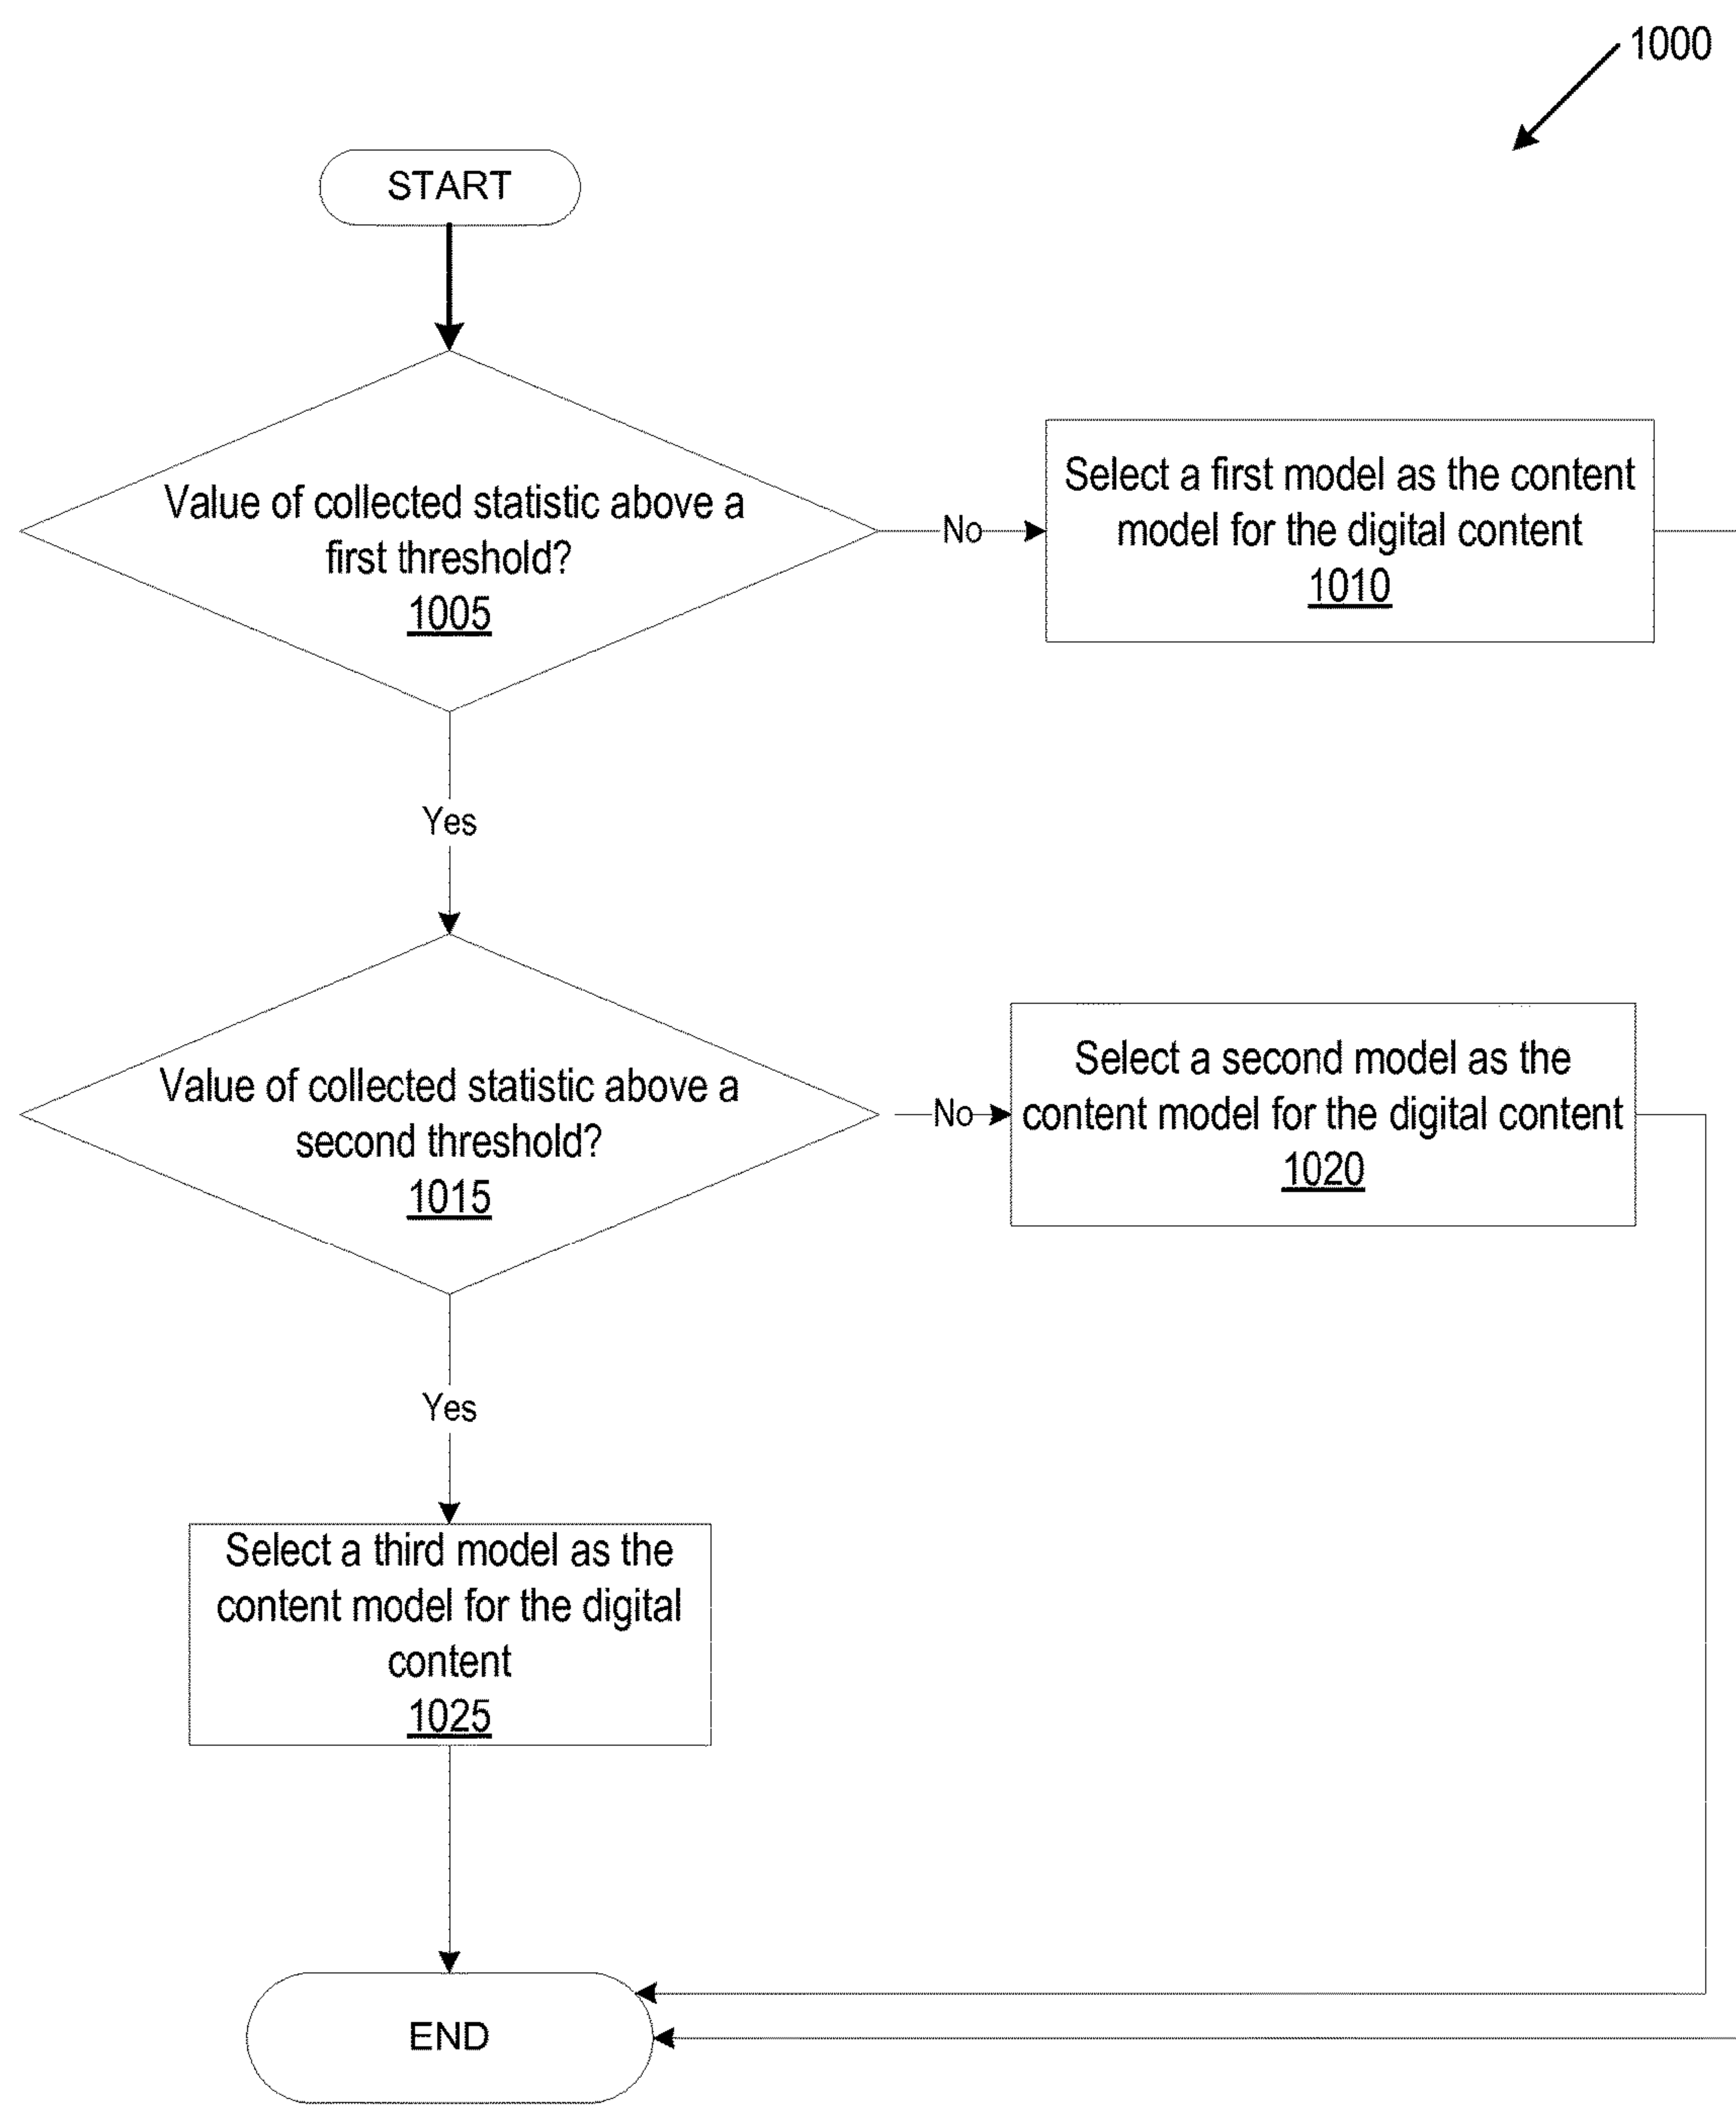 1000
START
Value of collected statistic above a
first threshold?
1005
No
Select a first model as the content
model for the digital content
1010
Yes
Value of collected statistic above a
second threshold?
1015
No
Select a second model as the
content model for the digital content
1020
Yes
Select a third model as the
content model for the digital
content
1025
END